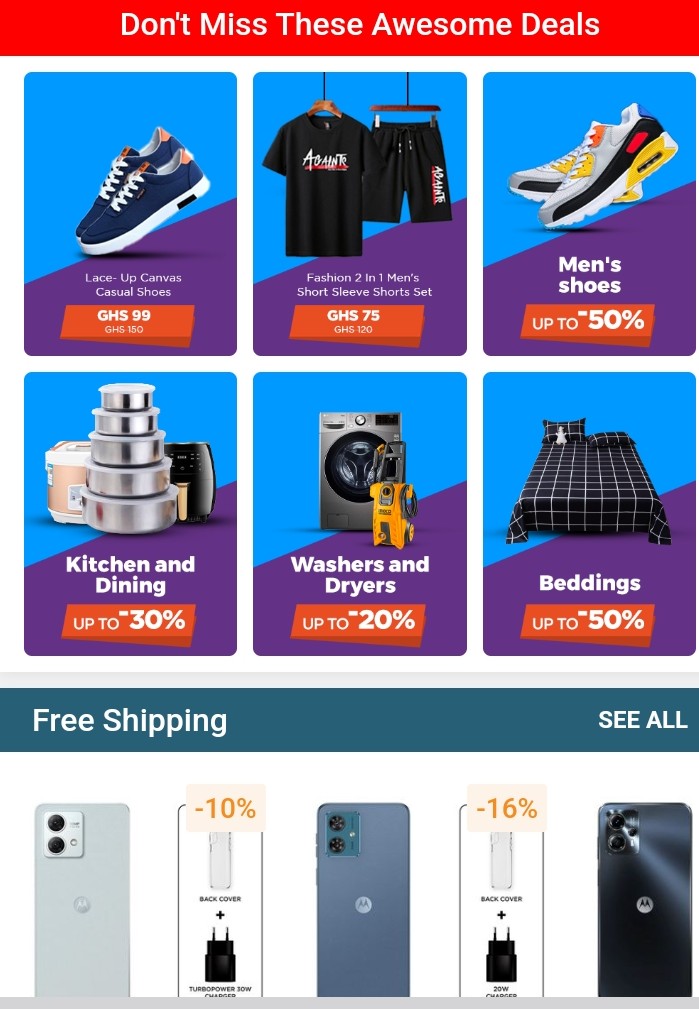 Don't Miss These Awesome Deals
AGAINTR
AGAINTR
Lace- Up Canvas
Casual Shoes
GHS 99
GHS 150
Fashion 2 In 1 Men's
Short Sleeve Shorts Set
GHS 75
GHS 120
Men's
shoes
UP TO -50%
Kitchen and
Dining
UP TO -30%
Washers and
Dryers
UP TO -20%
Beddings
UP TO -50%
Free Shipping
SEE ALL
-10%
-16%
BACK COVER
+
TURBOPOWER 30W
CHARGER
BACK COVER
+
20W
CHARGER